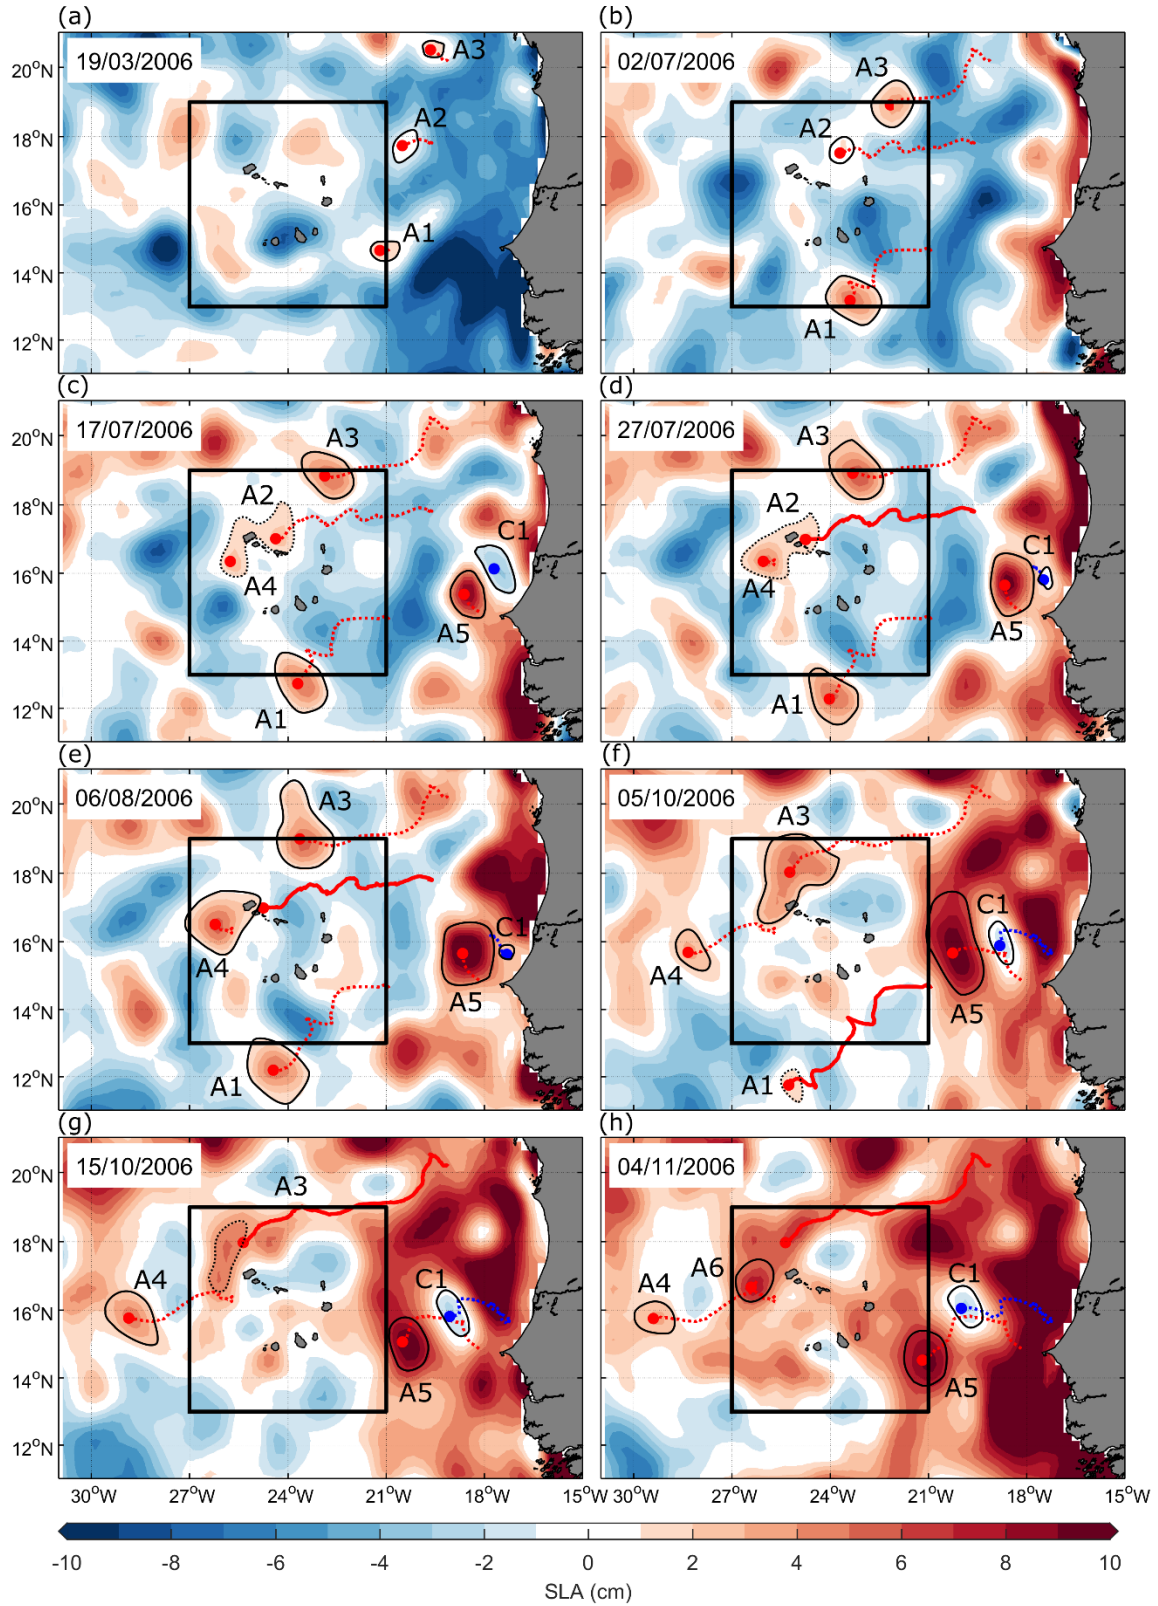 (a)
19/03/2006
A3
A2
A1
20°N
18°N
16°N
14°N
12°N
(b)
02/07/2006
A3
A2
A1
(c)
17/07/2006
A3
A2
C1
A4
A5
A1
20°N
18°N
16°N
14°N
12°N
(d)
27/07/2006
A3
A2
C1
A4
A5
A1
(e)
06/08/2006
A3
C1
A4
A5
A1
20°N
18°N
16°N
14°N
12°N
(f)
05/10/2006
A3
C1
A4
A5
A1
(g)
15/10/2006
A3
A4
C1
A5
20°N
18°N
16°N
14°N
12°N
30°W 27°W 24°W 21°W 18°W 15°W
(h)
04/11/2006
A6
A4
C1
A5
30°W 27°W 24°W 21°W 18°W 15°W
-10 -8 -6 -4 -2 0 2 4 6 8 10
SLA (cm)